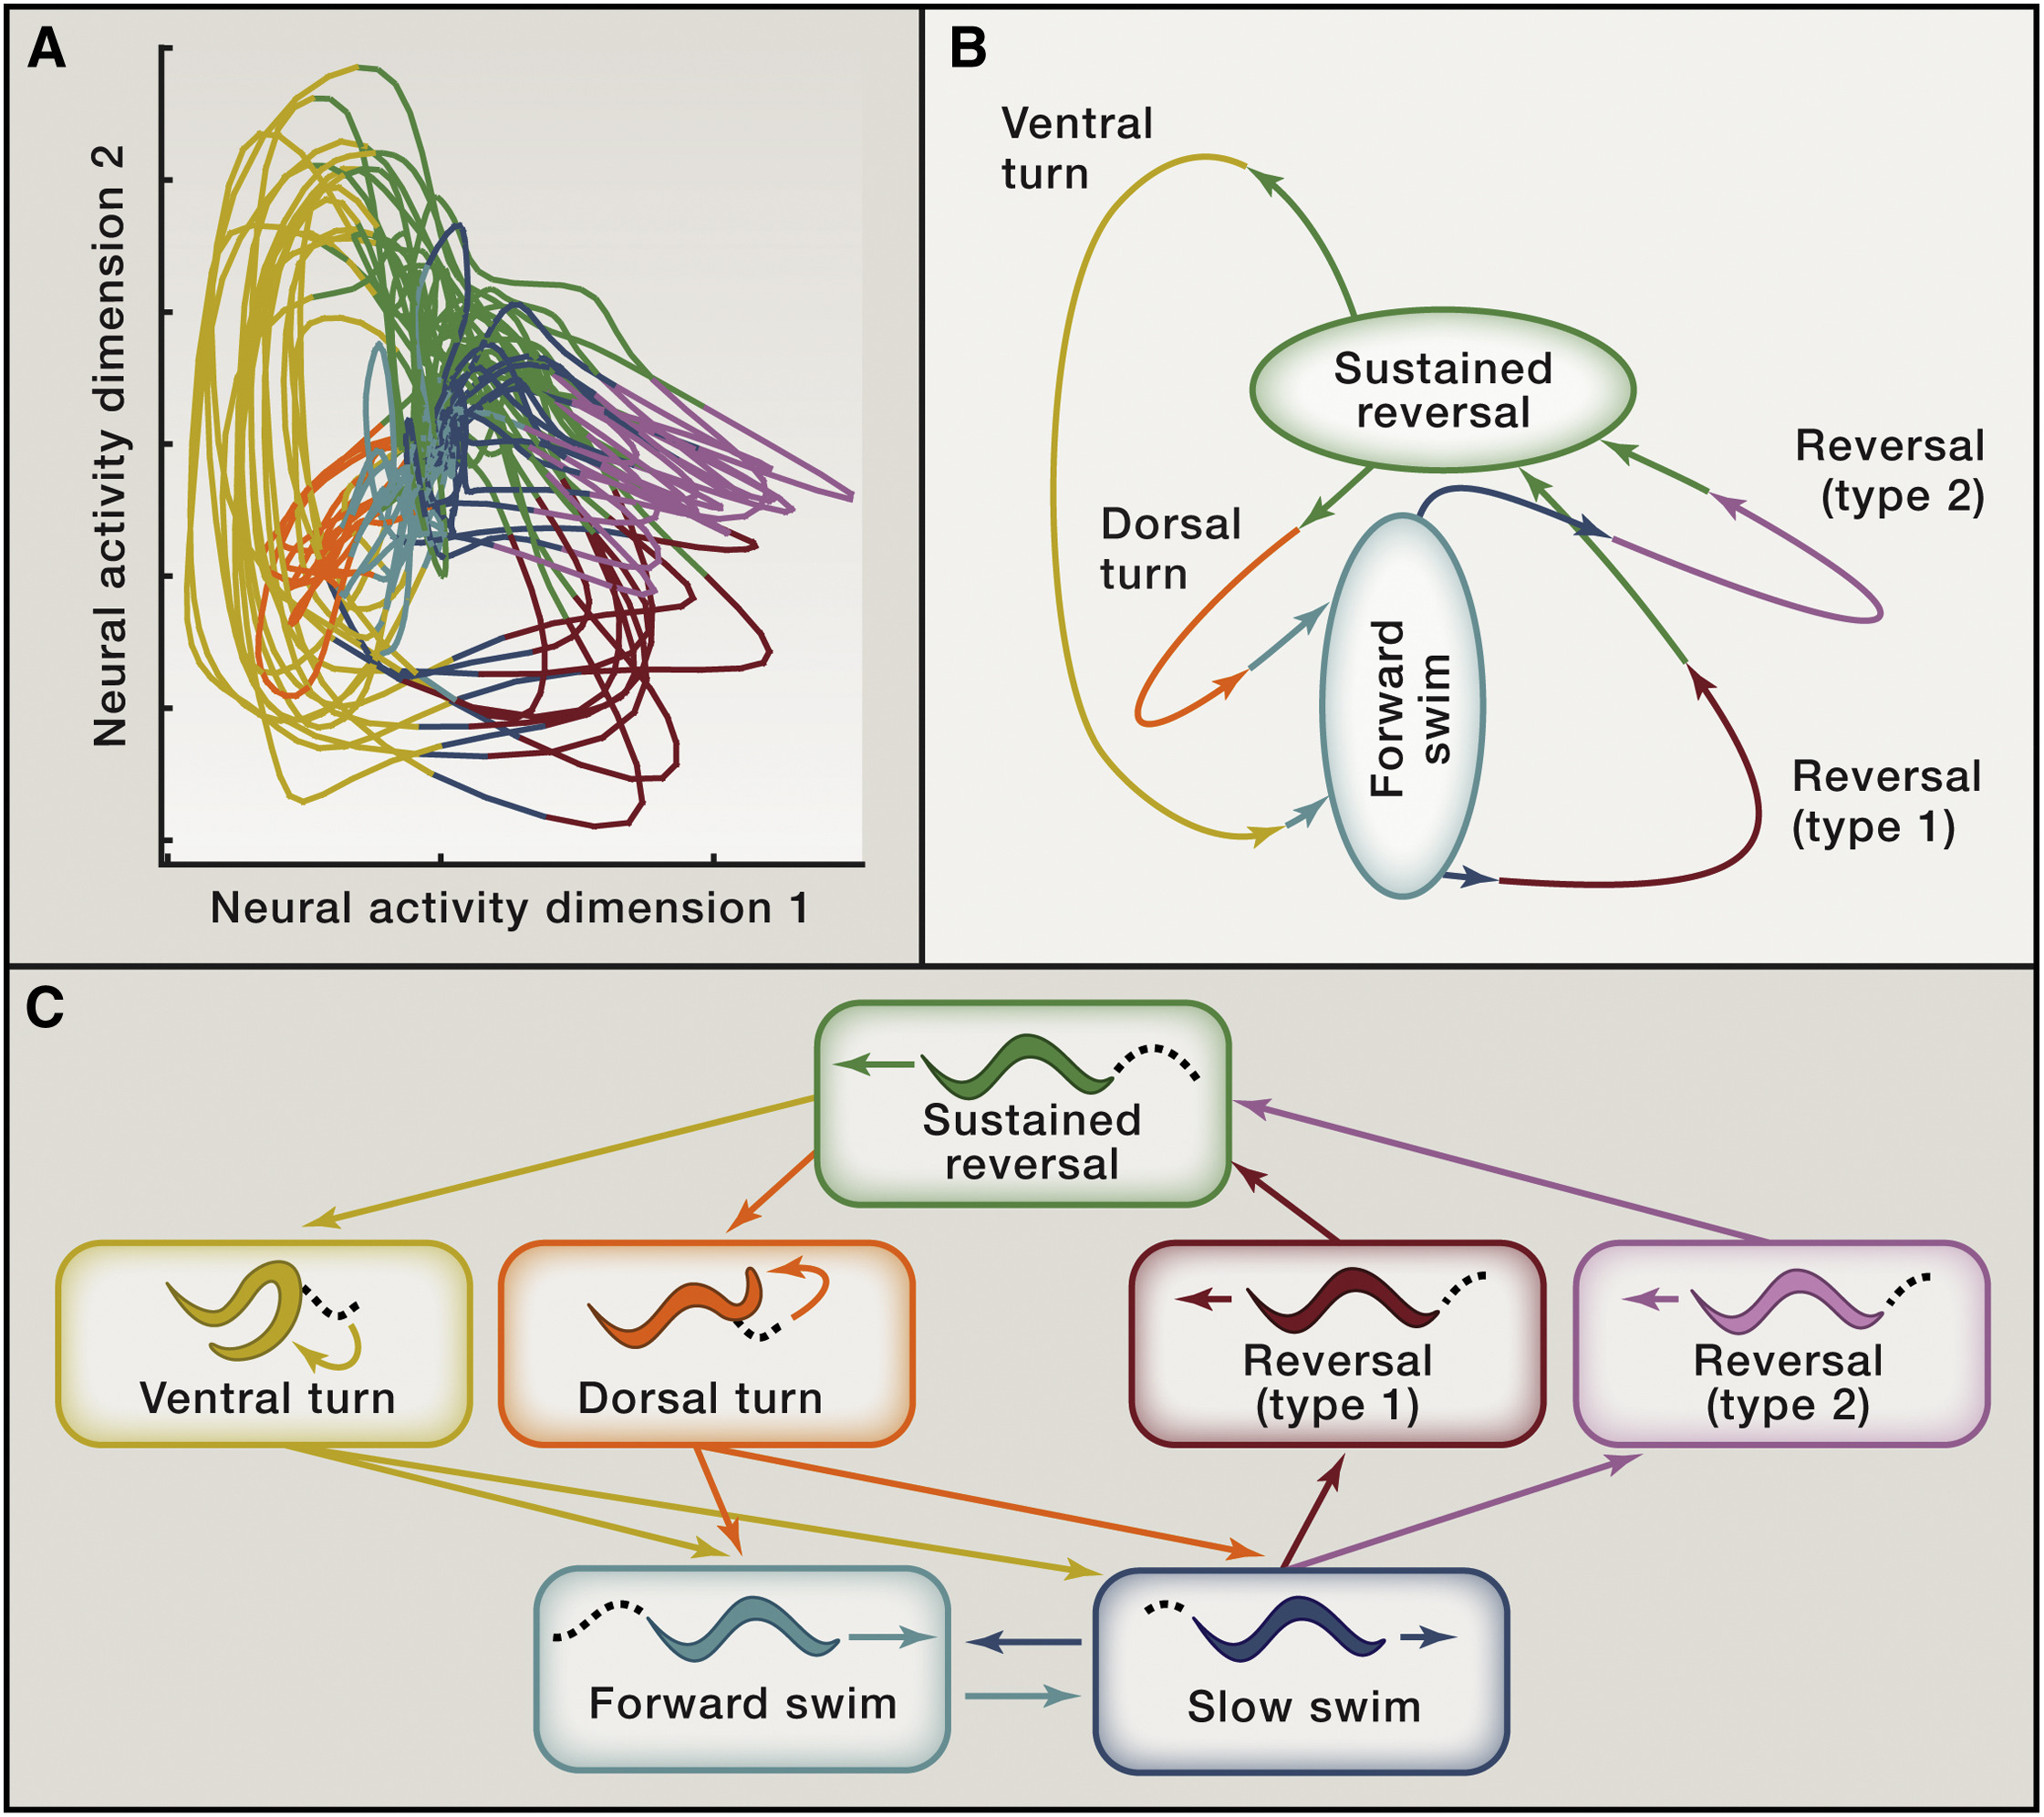 A
Neural activity dimension 2
Neural activity dimension 1
B
Ventral
turn
Sustained
reversal
Reversal
(type 2)
Dorsal
turn
Forward
swim
Reversal
(type 1)
C
Sustained
reversal
Ventral turn
Dorsal turn
Reversal
(type 1)
Reversal
(type 2)
Forward swim
Slow swim